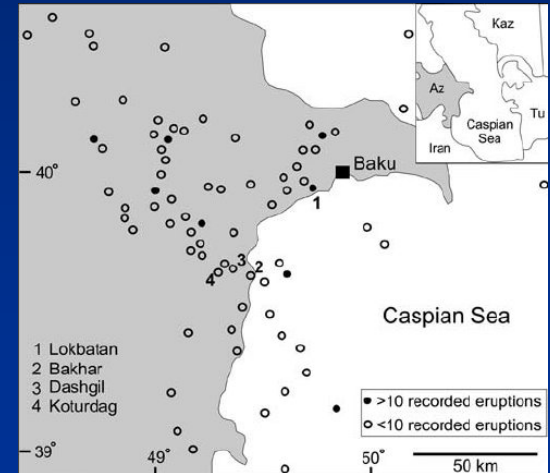 Kaz
Az
Tu
Caspian
Sea
Iran
40°
Baku
1
3
2
4
Caspian Sea
1 Lokbatan
2 Bakhar
3 Dashgil
4 Koturdag
>10 recorded eruptions
<10 recorded eruptions
39°
49°
50°
50 km